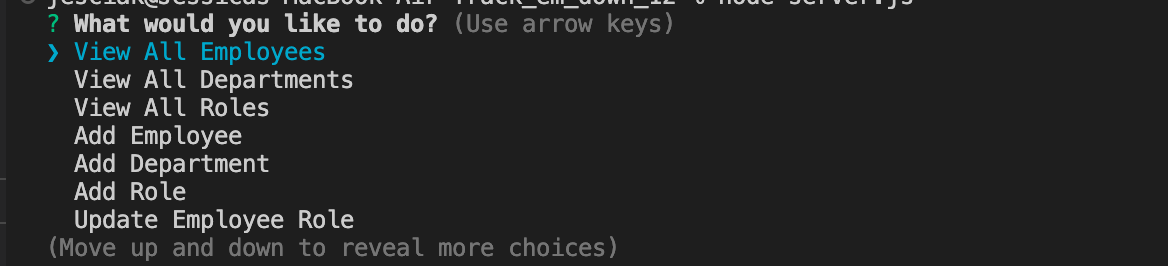 ? What would you like to do? (Use arrow keys)
❯ View All Employees
View All Departments
View All Roles
Add Employee
Add Department
Add Role
Update Employee Role
(Move up and down to reveal more choices)